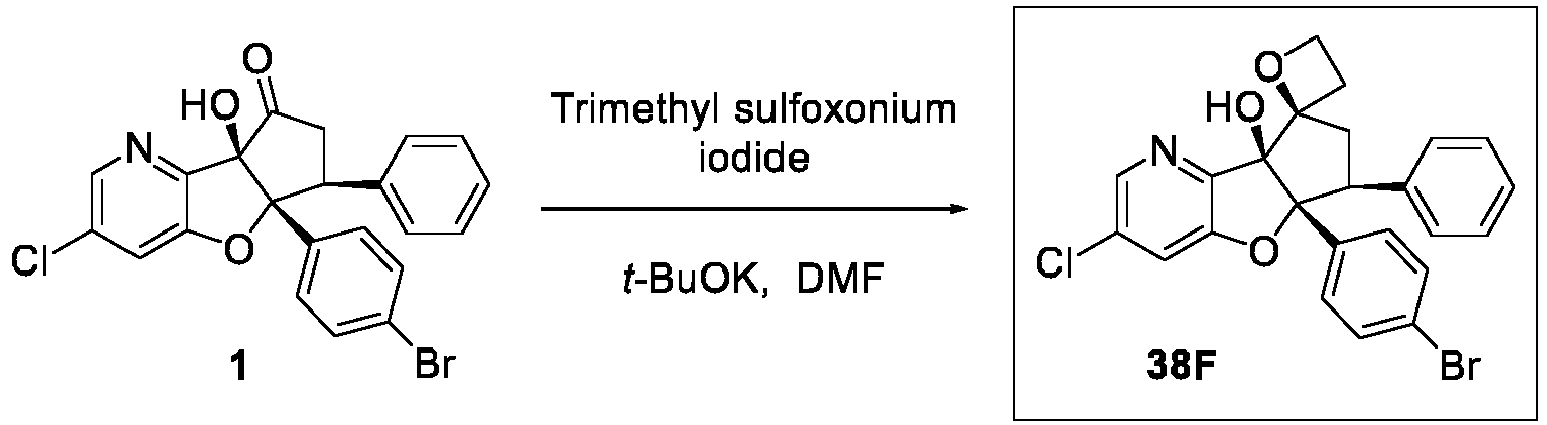 O
HO
N
Cl
O
Br
1
Trimethyl sulfoxonium
iodide
t-BuOK, DMF
O
HO
N
Cl
O
Br
38F